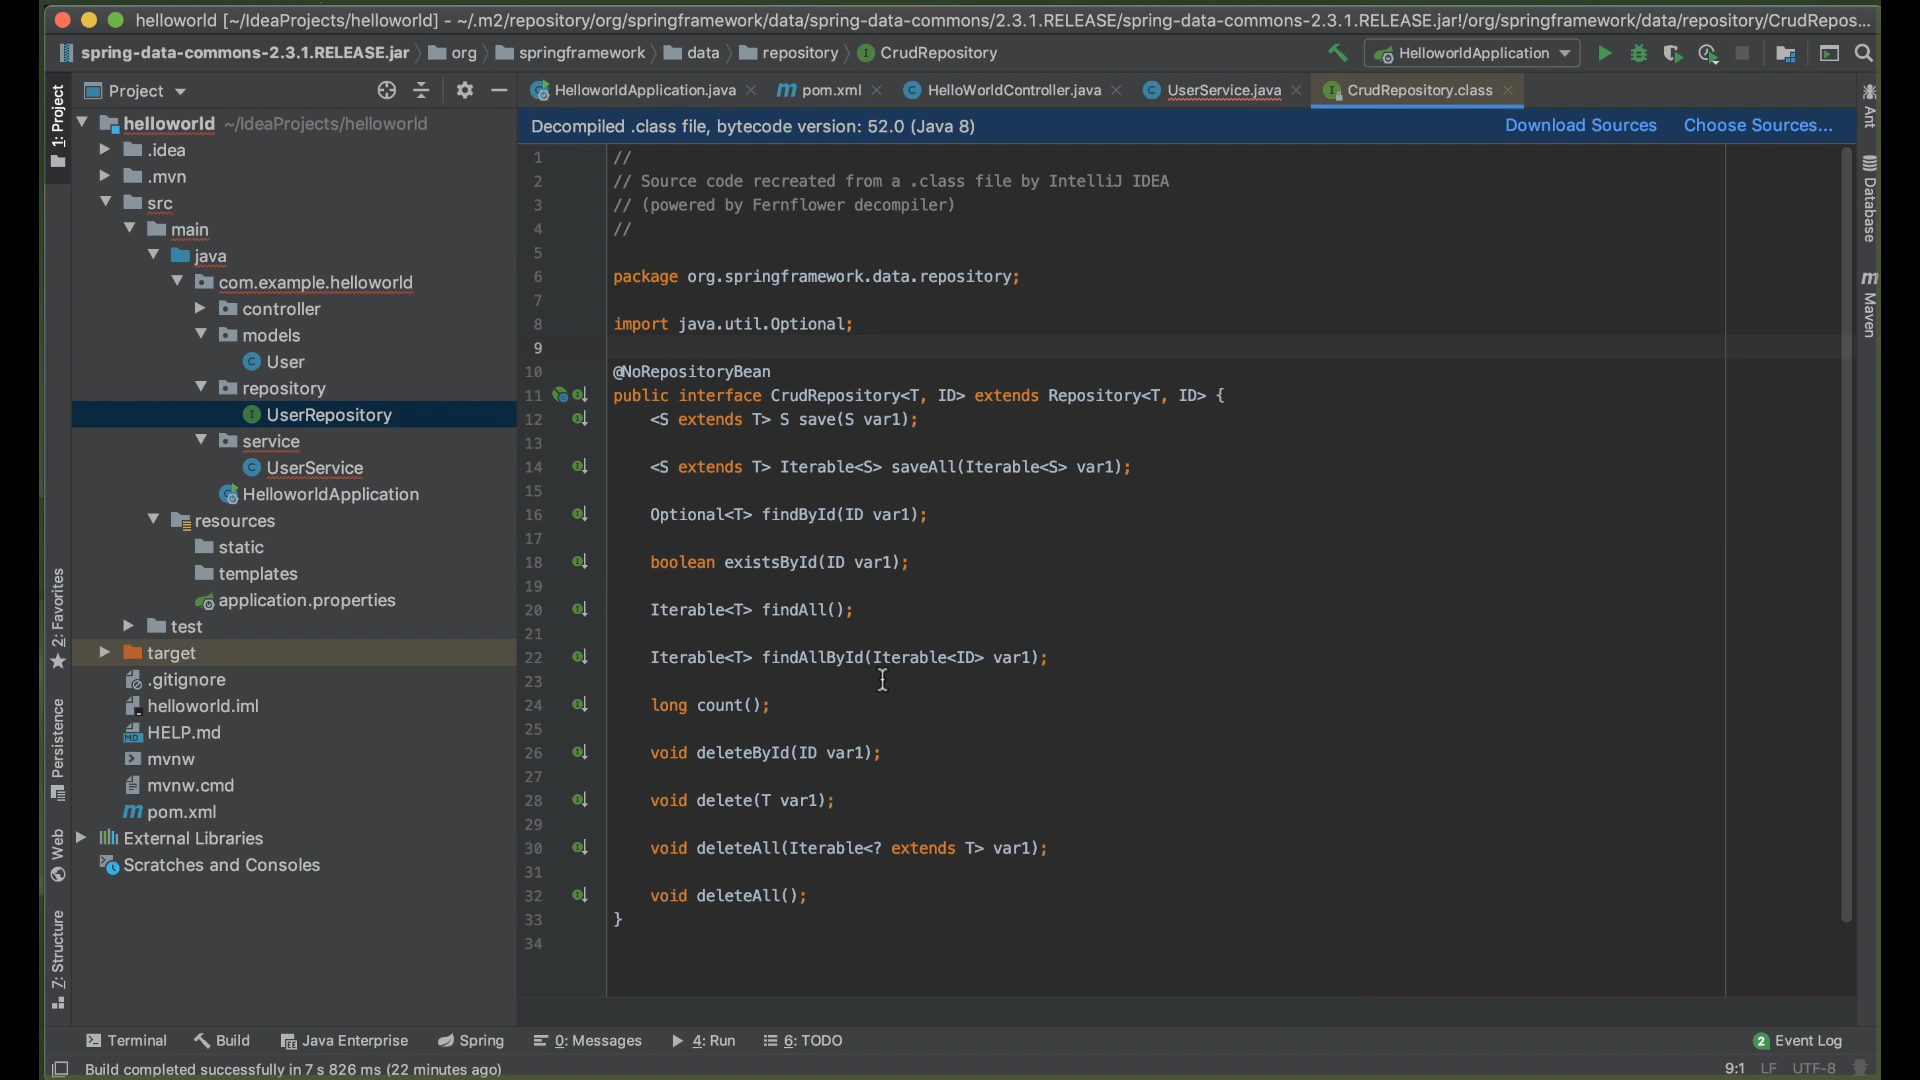 helloworld [~/IdeaProjects/helloworld] - ~/.m2/repository/org/springframework/data/spring-data-commons/2.3.1.RELEASE/spring-data-commons-2.3.1.RELEASE.jar!/org/springframework/data/repository/CrudRepos...
spring-data-commons-2.3.1.RELEASE.jar org springframework data repository CrudRepository HelloworldApplication
Project HelloworldApplication.java pom.xml HelloWorldController.java UserService.java CrudRepository.class
Decompiled .class file, bytecode version: 52.0 (Java 8) Download Sources Choose Sources...
1: Project
2: Favorites
Persistence
Web
7: Structure
helloworld ~/IdeaProjects/helloworld
.idea
.mvn
src
main
java
com.example.helloworld
controller
models
User
repository
UserRepository
service
UserService
HelloworldApplication
resources
static
templates
application.properties
test
target
.gitignore
helloworld.iml
HELP.md
mvnw
mvnw.cmd
pom.xml
External Libraries
Scratches and Consoles
1 //
2 // Source code recreated from a .class file by IntelliJ IDEA
3 // (powered by Fernflower decompiler)
4 //
5
6 package org.springframework.data.repository;
7
8 import java.util.Optional;
9
10 @NoRepositoryBean
11 public interface CrudRepository<T, ID> extends Repository<T, ID> {
12 <S extends T> S save(S var1);
13
14 <S extends T> Iterable<S> saveAll(Iterable<S> var1);
15
16 Optional<T> findById(ID var1);
17
18 boolean existsById(ID var1);
19
20 Iterable<T> findAll();
21
22 Iterable<T> findAllById(Iterable<ID> var1);
23
24 long count();
25
26 void deleteById(ID var1);
27
28 void delete(T var1);
29
30 void deleteAll(Iterable<? extends T> var1);
31
32 void deleteAll();
33 }
34
Ant
Database
Maven
Terminal Build Java Enterprise Spring 0: Messages 4: Run 6: TODO 2 Event Log
Build completed successfully in 7 s 826 ms (22 minutes ago) 9:1 LF UTF-8